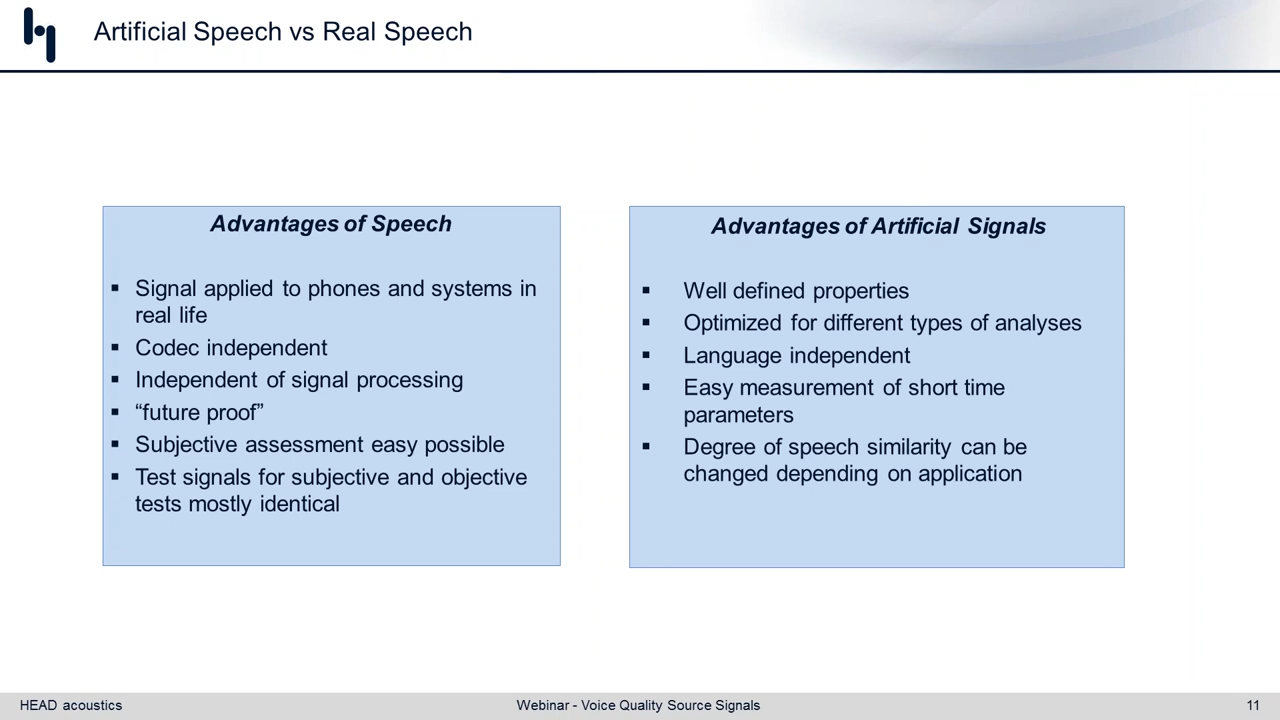 Artificial Speech vs Real Speech
Advantages of Speech
▪ Signal applied to phones and systems in
real life
▪ Codec independent
▪ Independent of signal processing
▪ “future proof”
▪ Subjective assessment easy possible
▪ Test signals for subjective and objective
tests mostly identical
Advantages of Artificial Signals
▪ Well defined properties
▪ Optimized for different types of analyses
▪ Language independent
▪ Easy measurement of short time
parameters
▪ Degree of speech similarity can be
changed depending on application
HEAD acoustics
Webinar - Voice Quality Source Signals
11